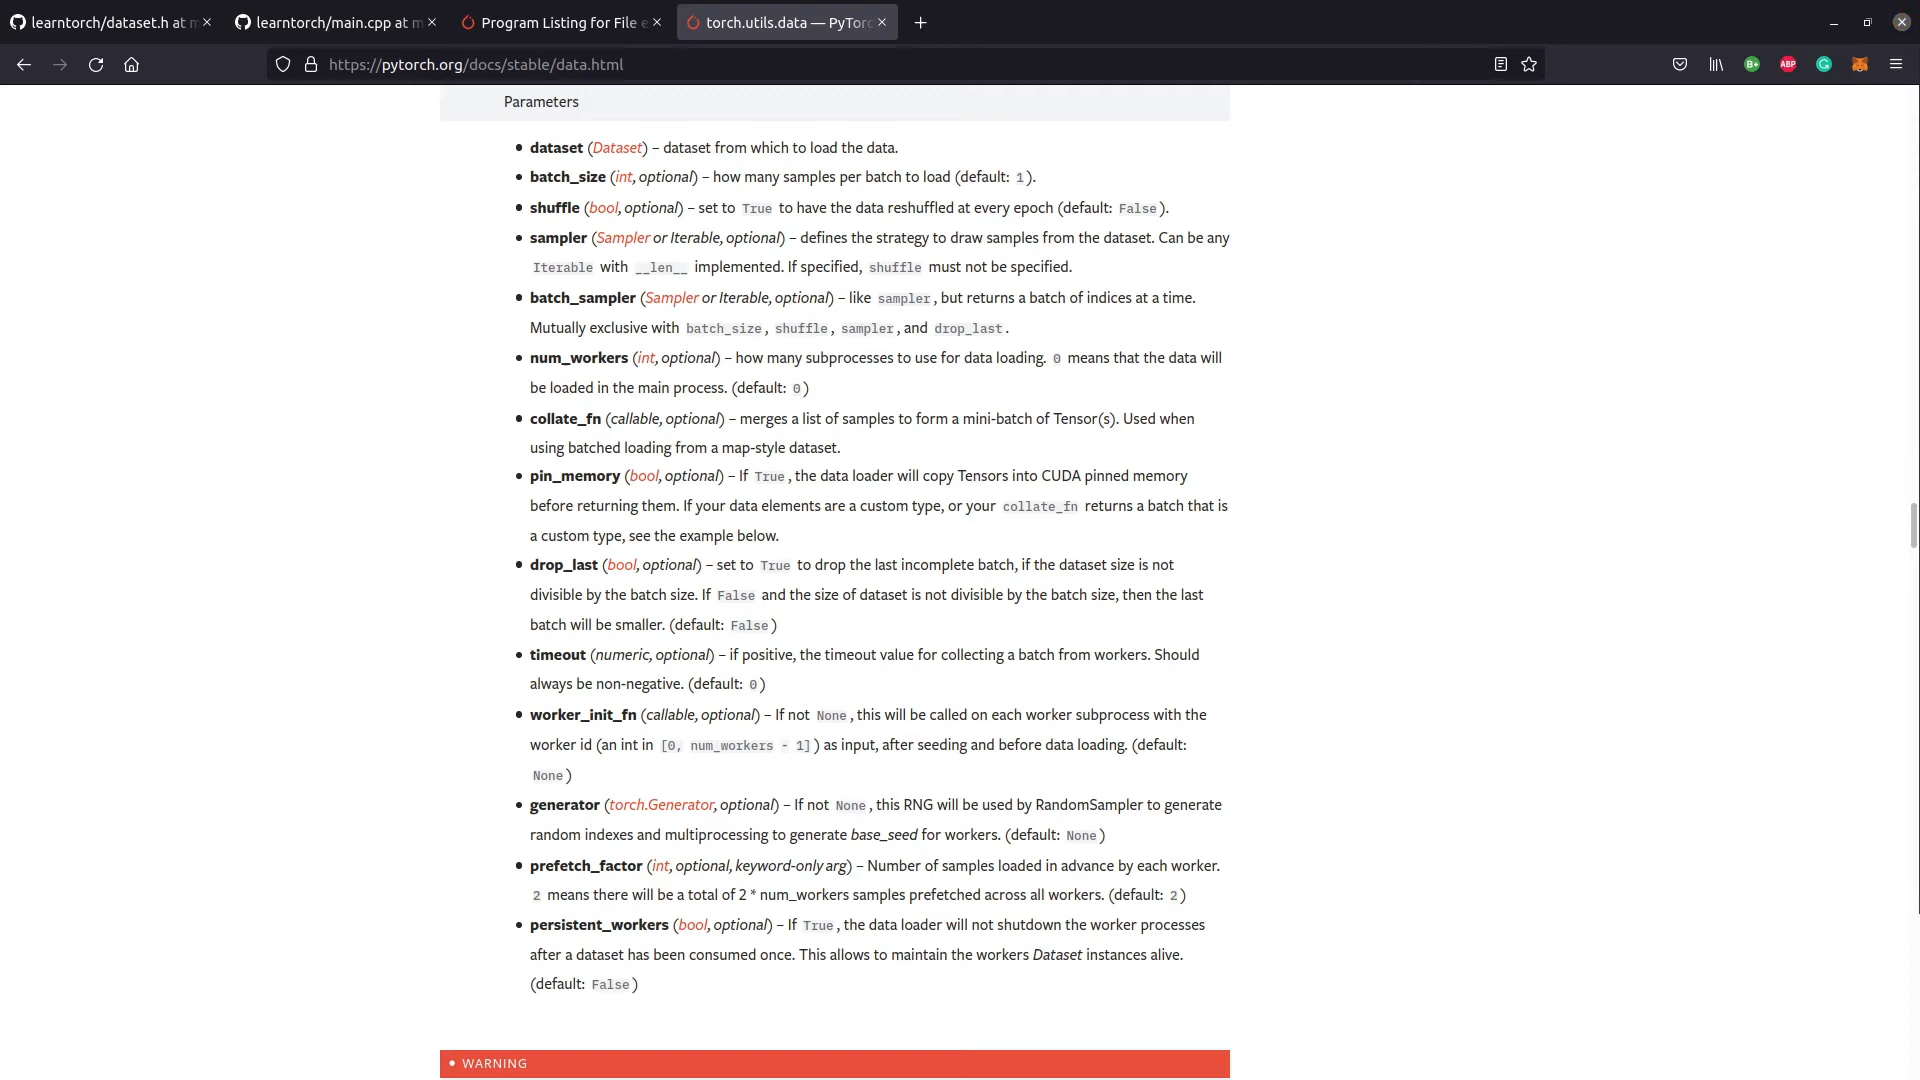 learntorch/dataset.h at m
learntorch/main.cpp at m
Program Listing for File e
torch.utils.data — PyTorc
https://pytorch.org/docs/stable/data.html
B+
ABP
Parameters
• dataset (Dataset) – dataset from which to load the data.
• batch_size (int, optional) – how many samples per batch to load (default: 1).
• shuffle (bool, optional) – set to True to have the data reshuffled at every epoch (default: False).
• sampler (Sampler or Iterable, optional) – defines the strategy to draw samples from the dataset. Can be any
Iterable with __len__ implemented. If specified, shuffle must not be specified.
• batch_sampler (Sampler or Iterable, optional) – like sampler, but returns a batch of indices at a time.
Mutually exclusive with batch_size, shuffle, sampler, and drop_last.
• num_workers (int, optional) – how many subprocesses to use for data loading. 0 means that the data will
be loaded in the main process. (default: 0)
• collate_fn (callable, optional) – merges a list of samples to form a mini-batch of Tensor(s). Used when
using batched loading from a map-style dataset.
• pin_memory (bool, optional) – If True, the data loader will copy Tensors into CUDA pinned memory
before returning them. If your data elements are a custom type, or your collate_fn returns a batch that is
a custom type, see the example below.
• drop_last (bool, optional) – set to True to drop the last incomplete batch, if the dataset size is not
divisible by the batch size. If False and the size of dataset is not divisible by the batch size, then the last
batch will be smaller. (default: False)
• timeout (numeric, optional) – if positive, the timeout value for collecting a batch from workers. Should
always be non-negative. (default: 0)
• worker_init_fn (callable, optional) – If not None, this will be called on each worker subprocess with the
worker id (an int in [0, num_workers - 1]) as input, after seeding and before data loading. (default:
None)
• generator (torch.Generator, optional) – If not None, this RNG will be used by RandomSampler to generate
random indexes and multiprocessing to generate base_seed for workers. (default: None)
• prefetch_factor (int, optional, keyword-only arg) – Number of samples loaded in advance by each worker.
2 means there will be a total of 2 * num_workers samples prefetched across all workers. (default: 2)
• persistent_workers (bool, optional) – If True, the data loader will not shutdown the worker processes
after a dataset has been consumed once. This allows to maintain the workers Dataset instances alive.
(default: False)
• WARNING